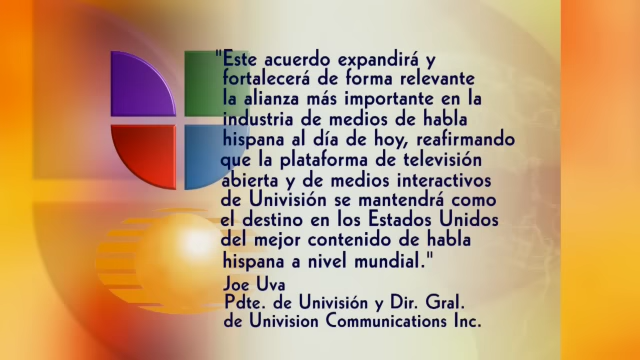 "Este acuerdo expandirá y
fortalecerá de forma relevante
la alianza más importante en la
industria de medios de habla
hispana al día de hoy, reafirmando
que la plataforma de televisión
abierta y de medios interactivos
de Univisión se mantendrá como
el destino en los Estados Unidos
del mejor contenido de habla
hispana a nivel mundial."
Joe Uva
Pdte. de Univisión y Dir. Gral.
de Univision Communications Inc.